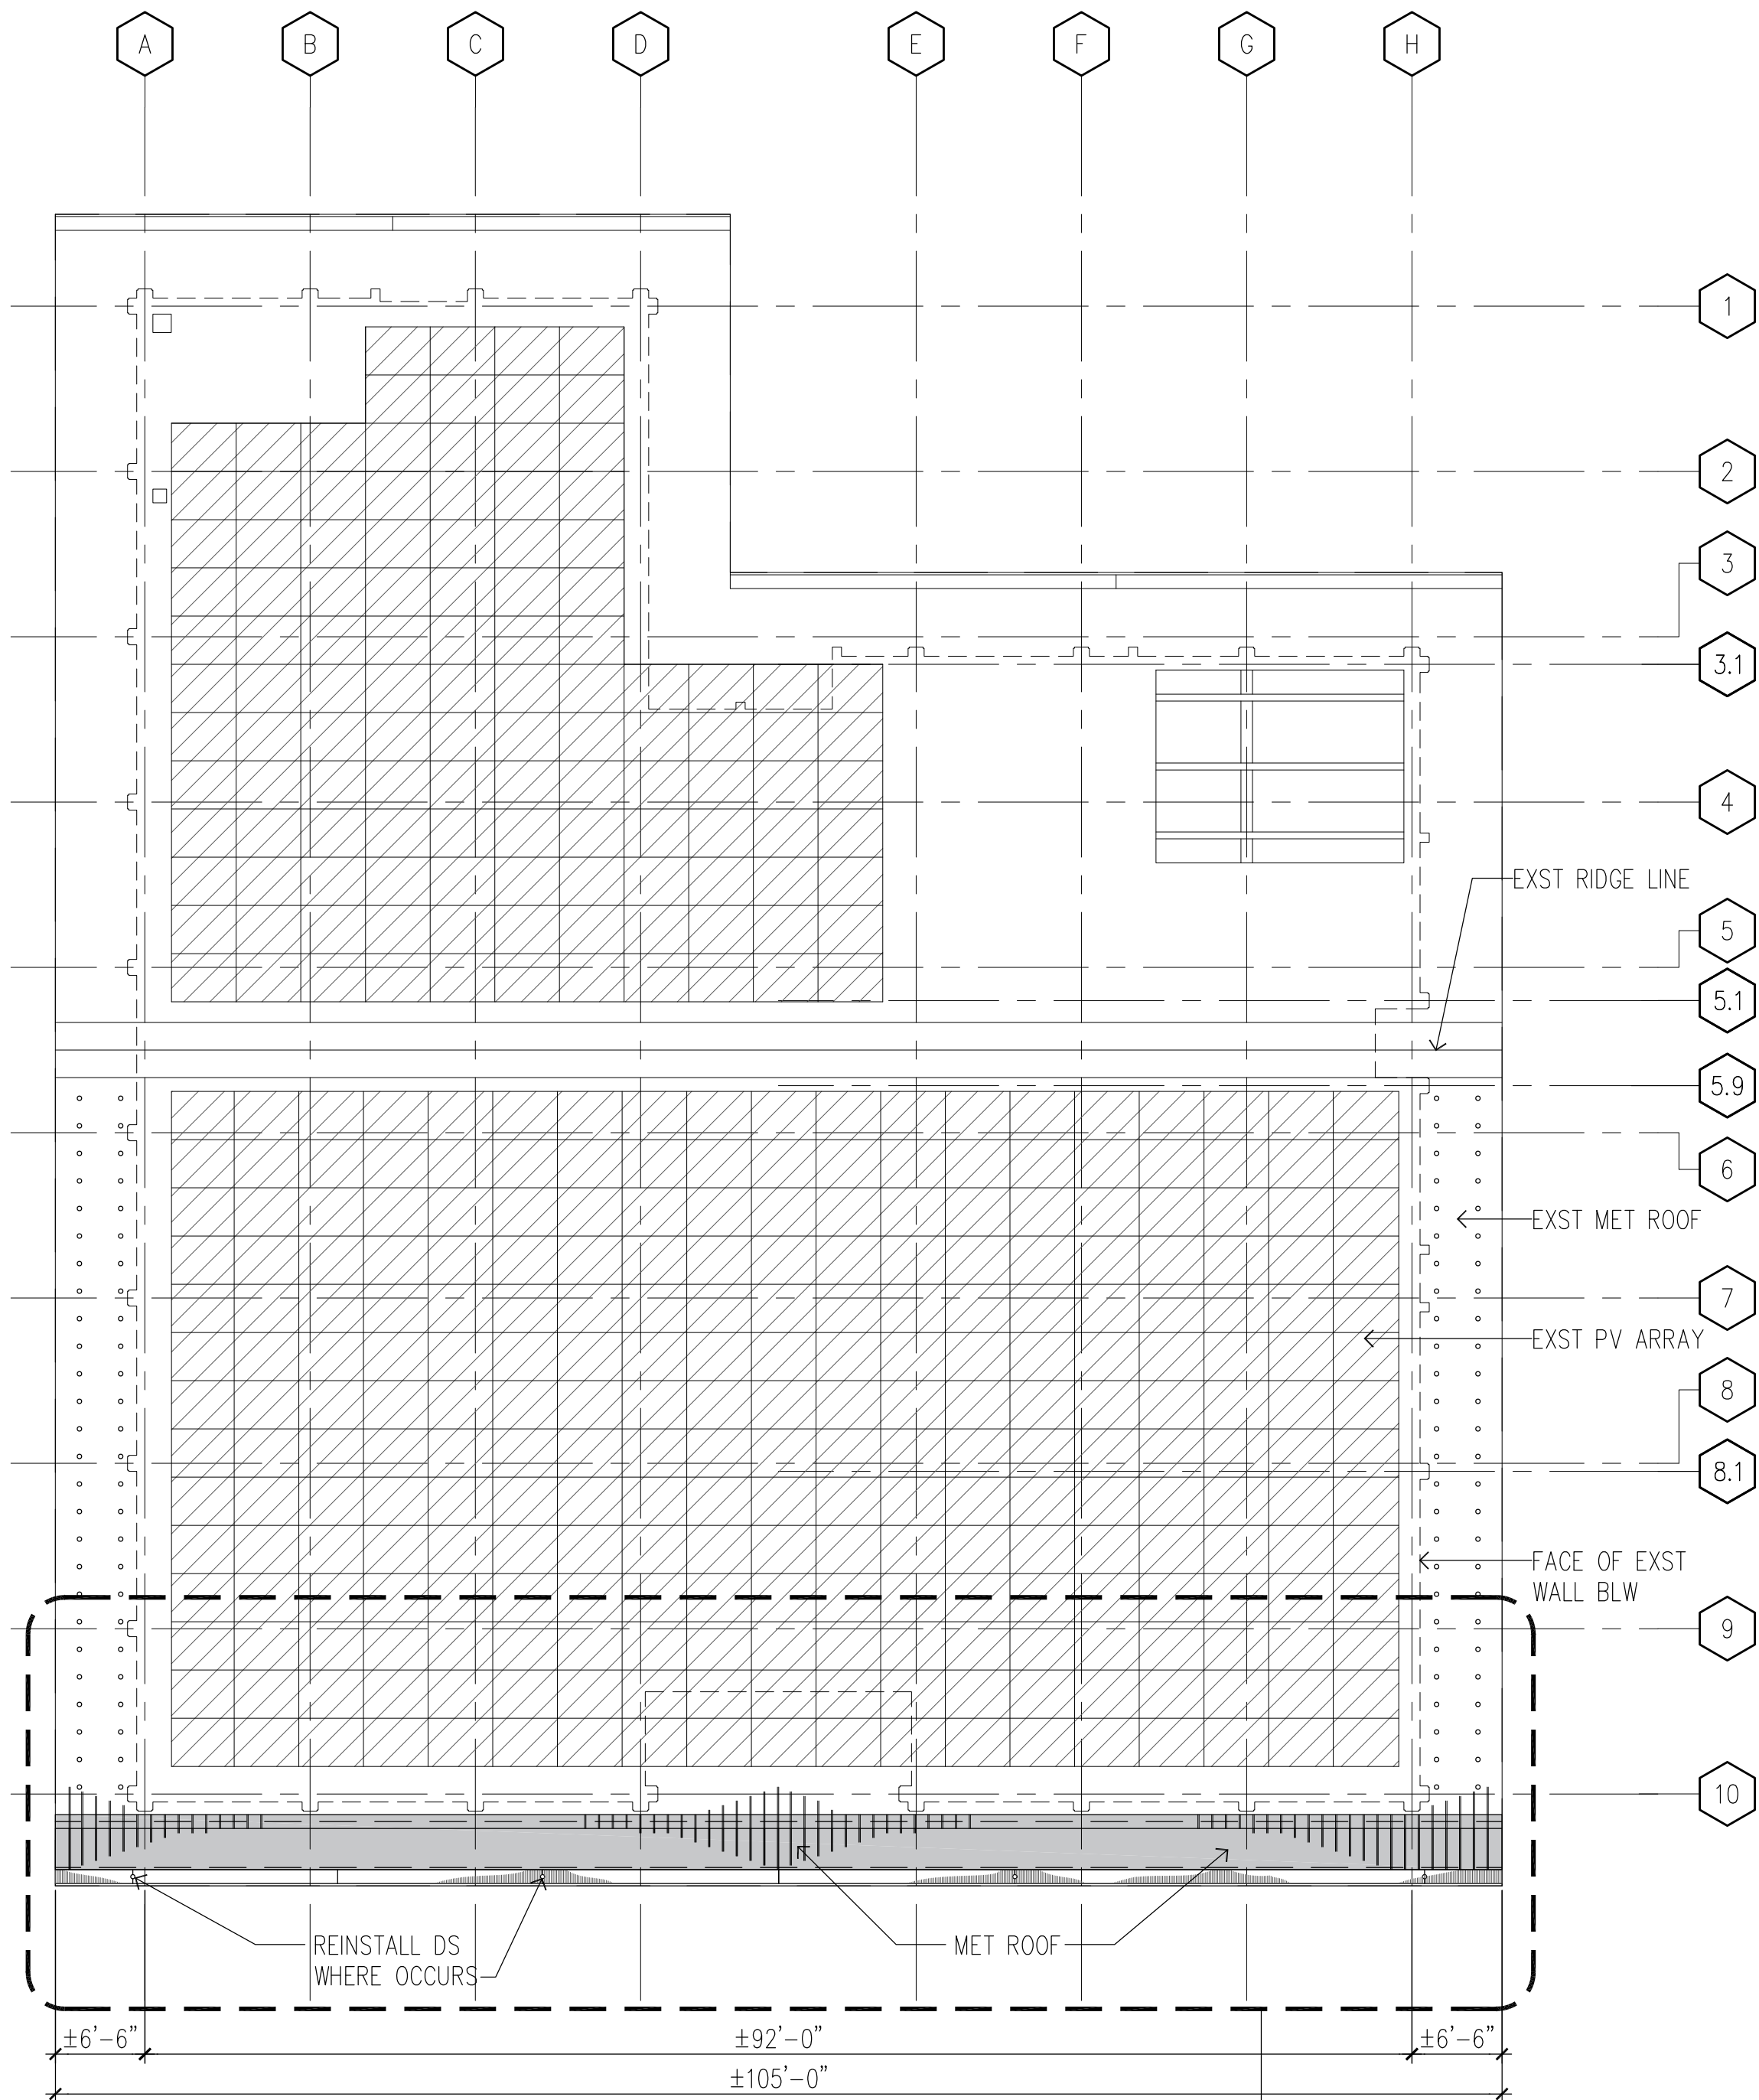 A B C D E F G H
1
2
3
3.1
4
EXST RIDGE LINE
5
5.1
5.9
6
EXST MET ROOF
7
EXST PV ARRAY
8
8.1
FACE OF EXST
WALL BLW
9
10
REINSTALL DS
WHERE OCCURS
MET ROOF
±6'-6" ±92'-0" ±6'-6"
±105'-0"